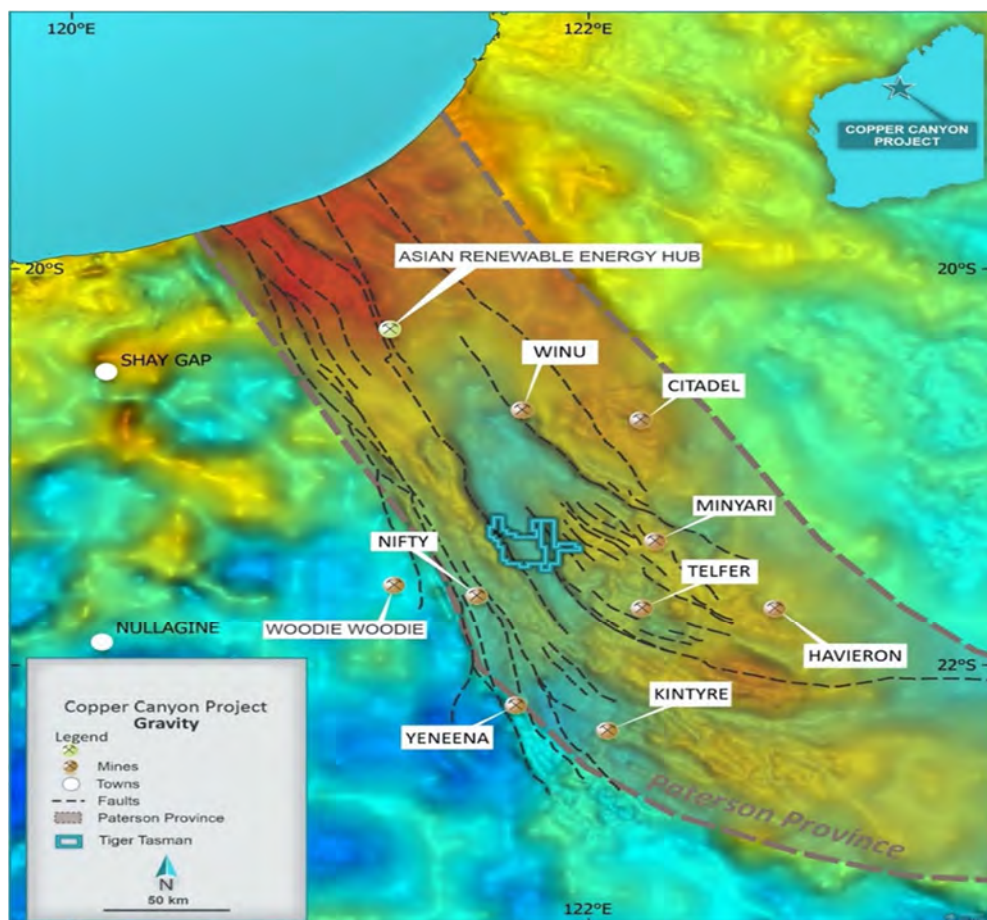 120°E
122°E
COPPER CANYON
PROJECT
20°S
20°S
ASIAN RENEWABLE ENERGY HUB
SHAY GAP
WINU
CITADEL
MINYARI
NIFTY
TELFER
WOODIE WOODIE
NULLAGINE
HAVIERON
22°S
KINTYRE
YENEENA
Paterson Province
Copper Canyon Project
Gravity
Legend
Mines
Towns
Faults
Paterson Province
Tiger Tasman
N
50 km
122°E